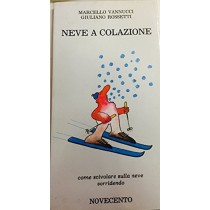 MARCELLO VANNUCCI
GIULIANO ROSSETTI
NEVE A COLAZIONE
come scivolare sulla neve
sorridendo
NOVECENTO